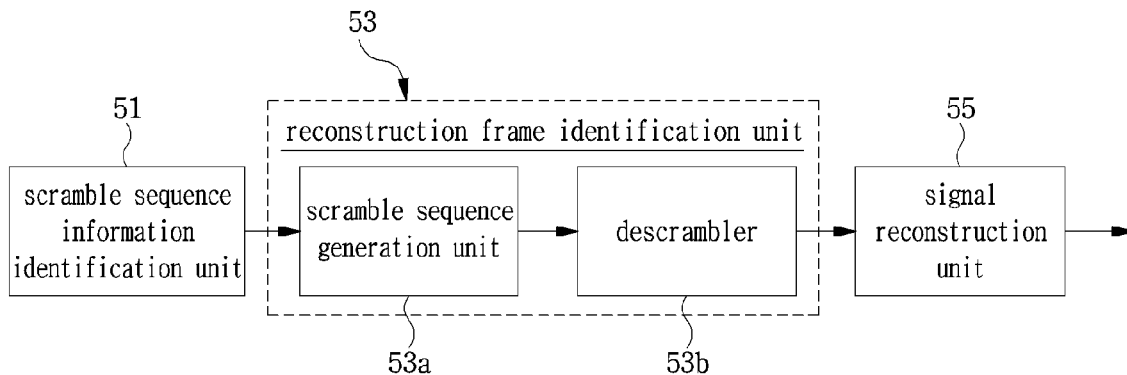 53
51
reconstruction frame identification unit
55
scramble sequence
information
identification unit
scramble sequence
generation unit
descrambler
signal
reconstruction
unit
53a
53b